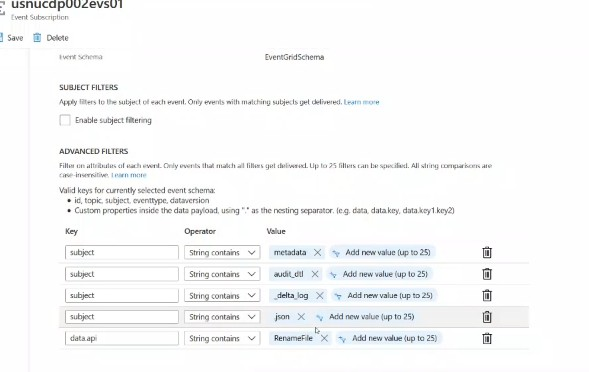 usnucdp002evs01
Event Subscription
Save Delete
Event Schema EventGridSchema
SUBJECT FILTERS
Apply filters to the subject of each event. Only events with matching subjects get delivered. Learn more
Enable subject filtering
ADVANCED FILTERS
Filter on attributes of each event. Only events that match all filters get delivered. Up to 25 filters can be specified. All string comparisons are
case-insensitive. Learn more
Valid keys for currently selected event schema:
• id, topic, subject, eventtype, dataversion
• Custom properties inside the data payload, using "." as the nesting separator. (e.g. data, data.key, data.key1.key2)
Key Operator Value
subject String contains metadata Add new value (up to 25)
subject String contains audit_dtl Add new value (up to 25)
subject String contains _delta_log Add new value (up to 25)
subject String contains .json Add new value (up to 25)
data.api String contains RenameFile Add new value (up to 25)